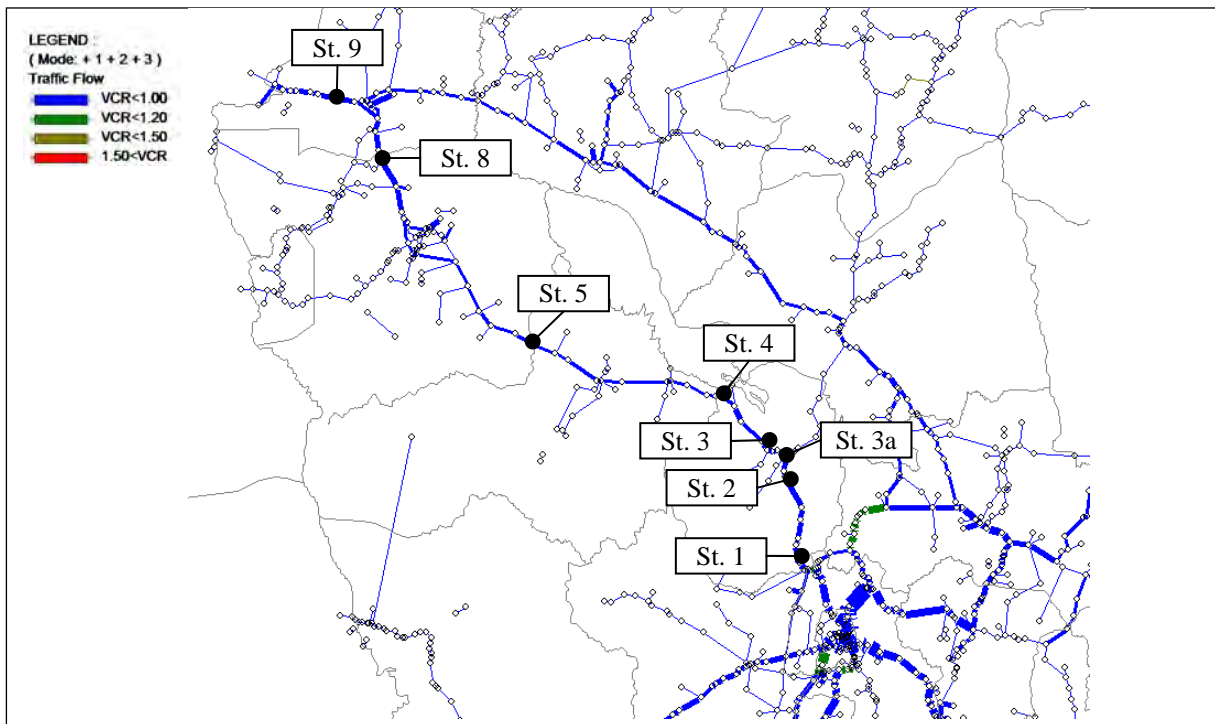 LEGEND :
( Mode: + 1 + 2 + 3 )
Traffic Flow
VCR<1.00
VCR<1.20
VCR<1.50
1.50<VCR
St. 9
St. 8
St. 5
St. 4
St. 3
St. 3a
St. 2
St. 1